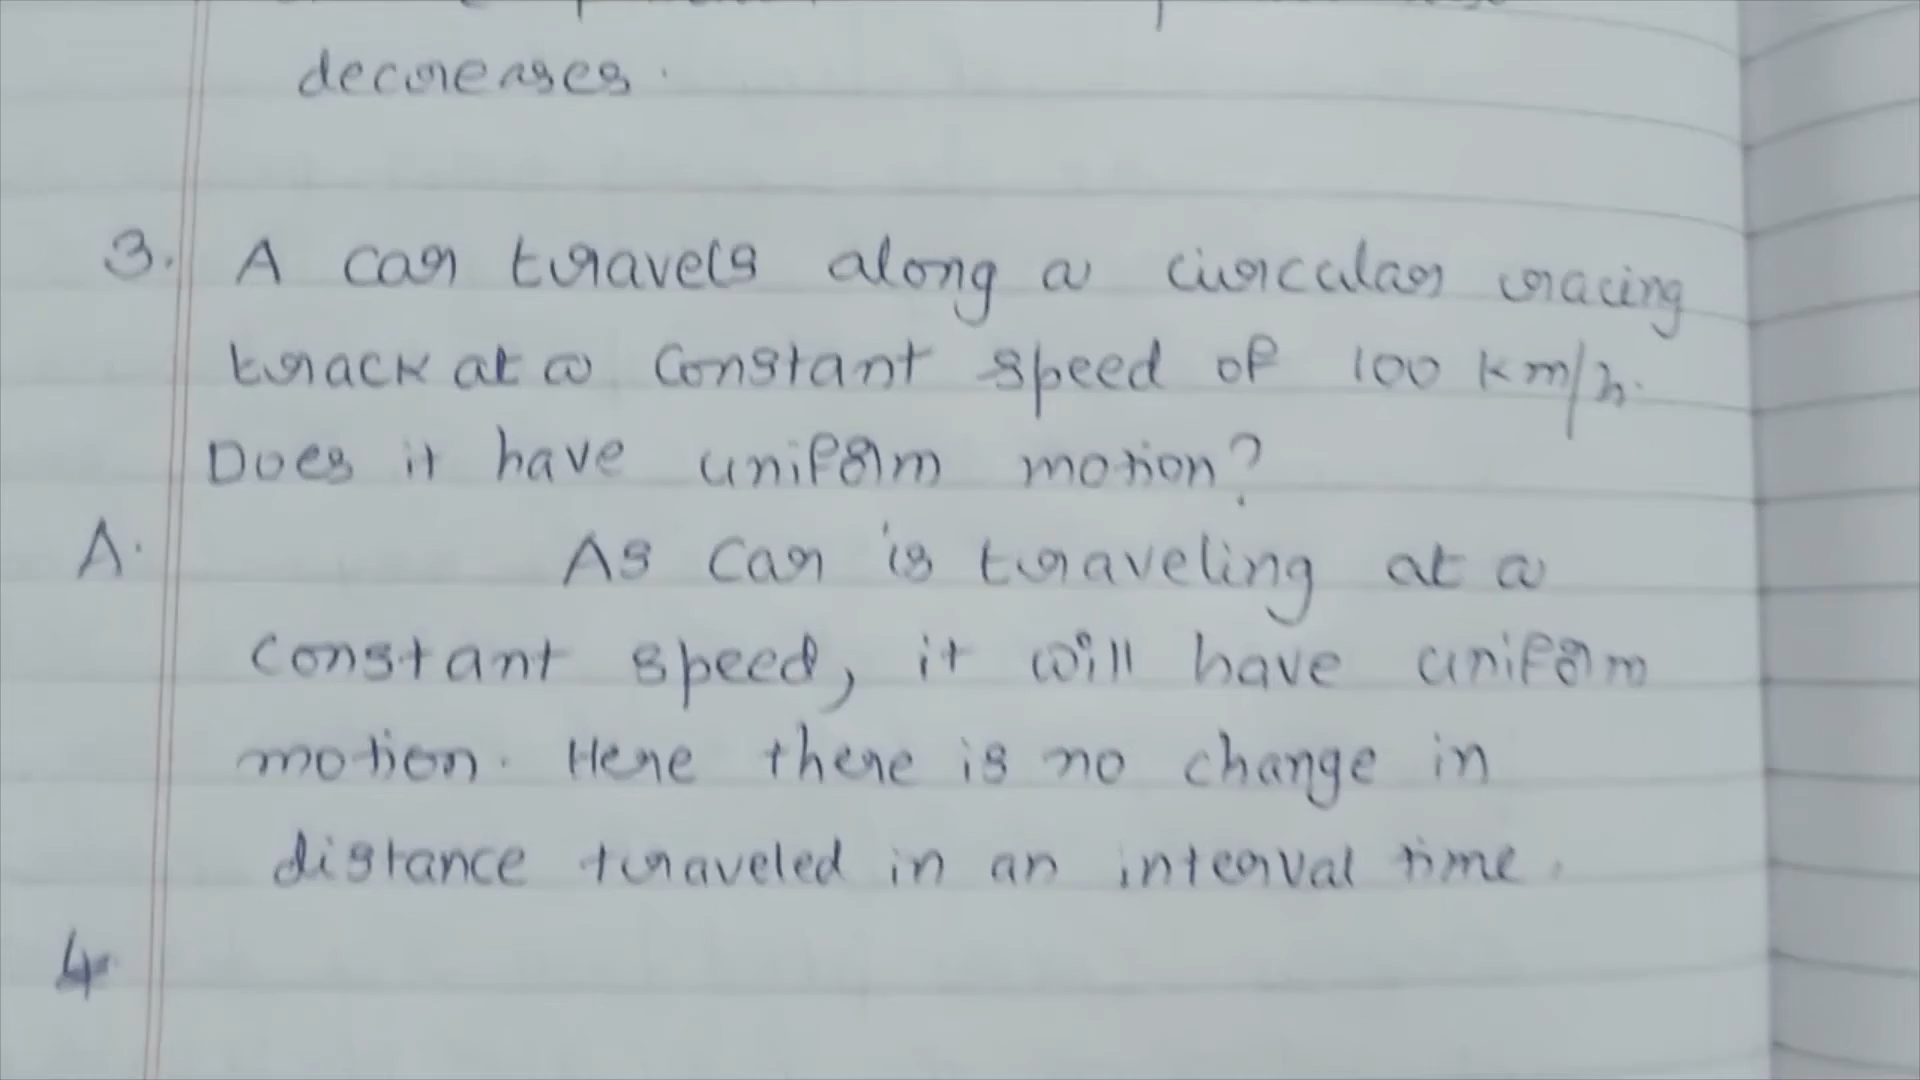 decreases.
3. A car travels along a circular racing
track at a constant speed of 100 km/h.
Does it have uniform motion?
A. As car is traveling at a
constant speed, it will have uniform
motion. Here there is no change in
distance traveled in an interval time.
4